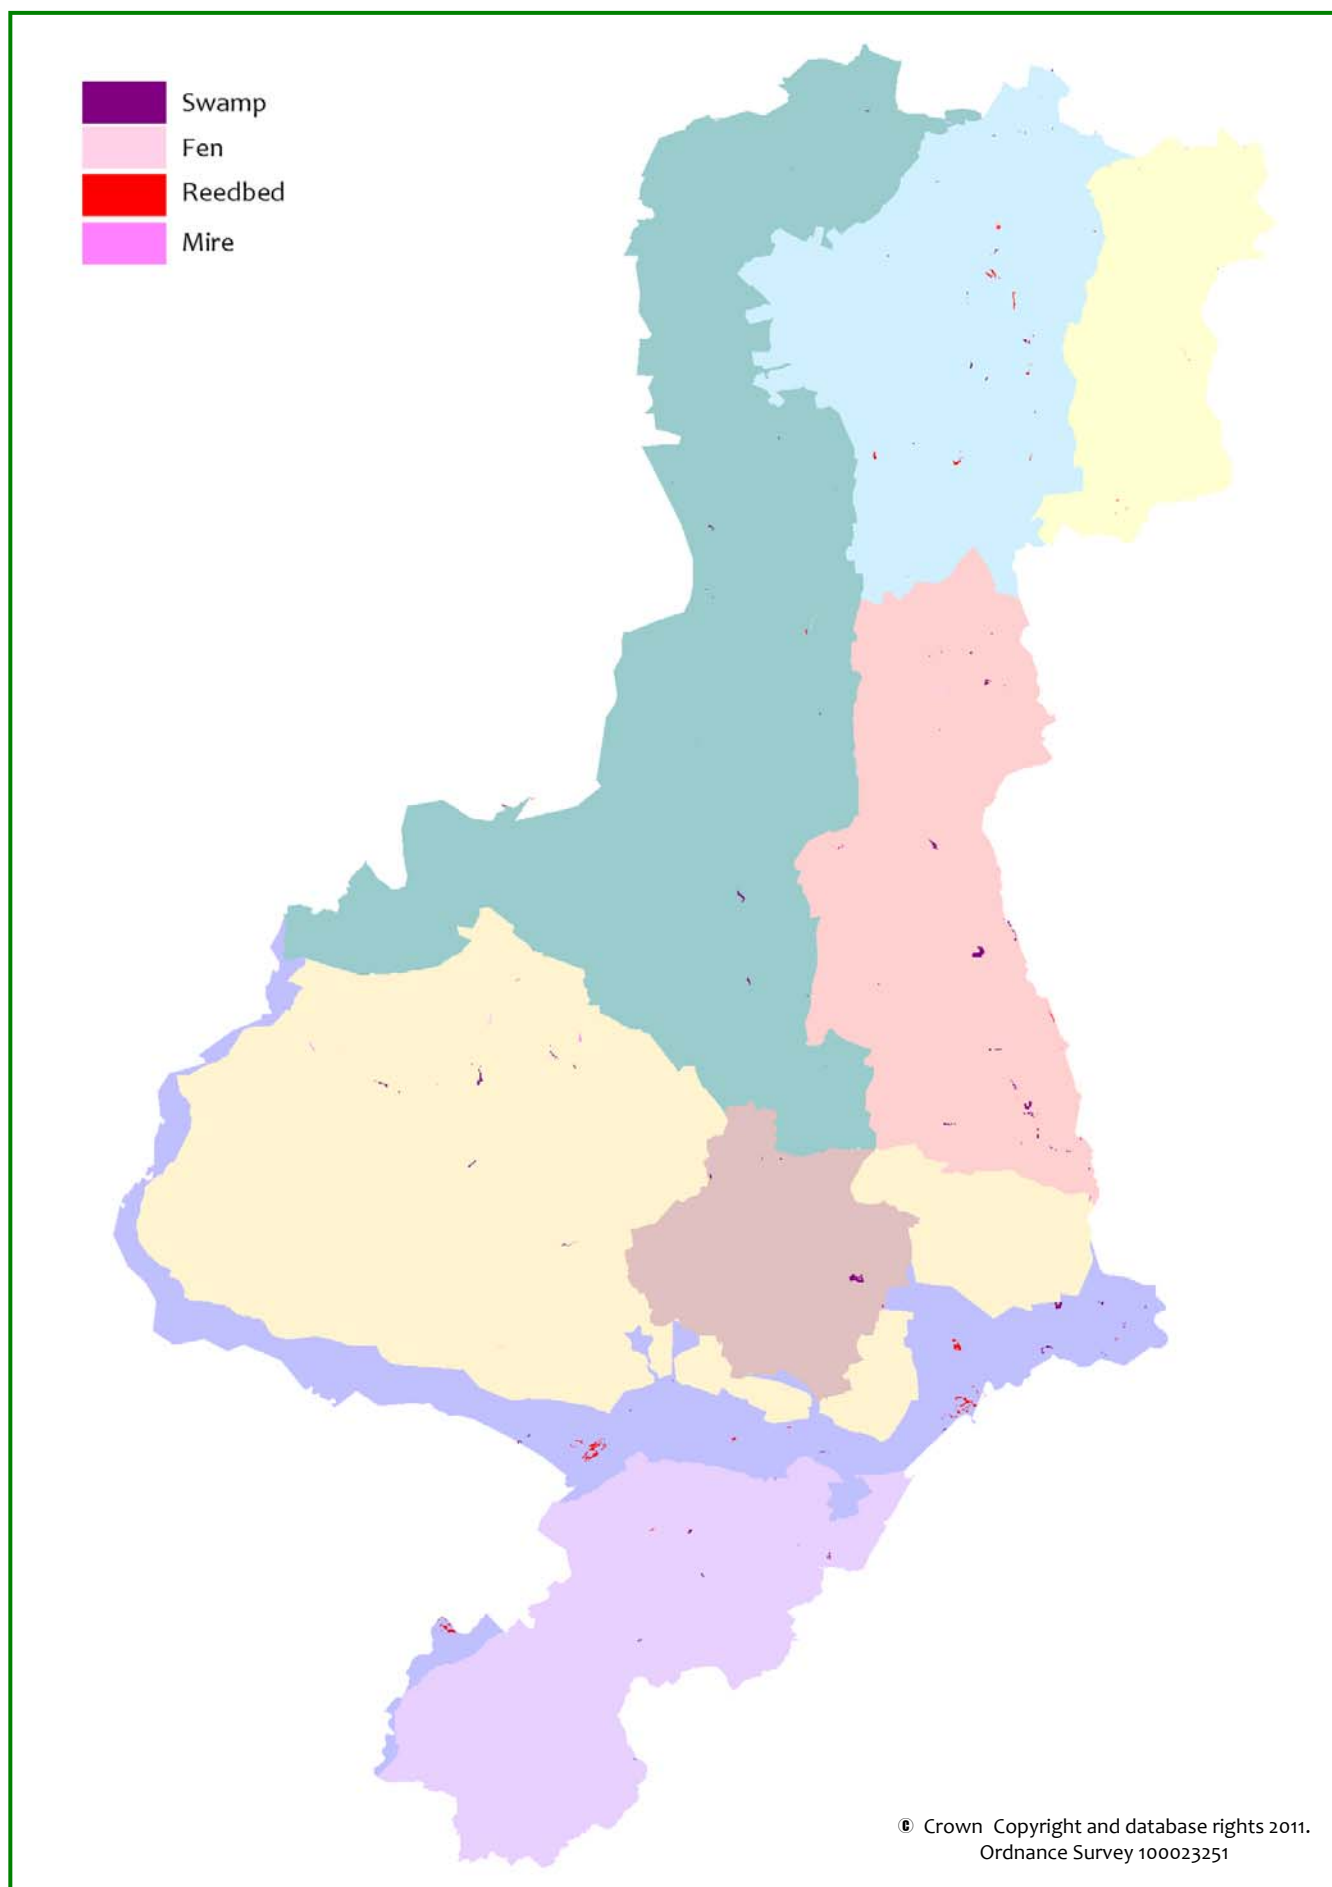 Swamp
Fen
Reedbed
Mire
© Crown Copyright and database rights 2011.
Ordnance Survey 100023251